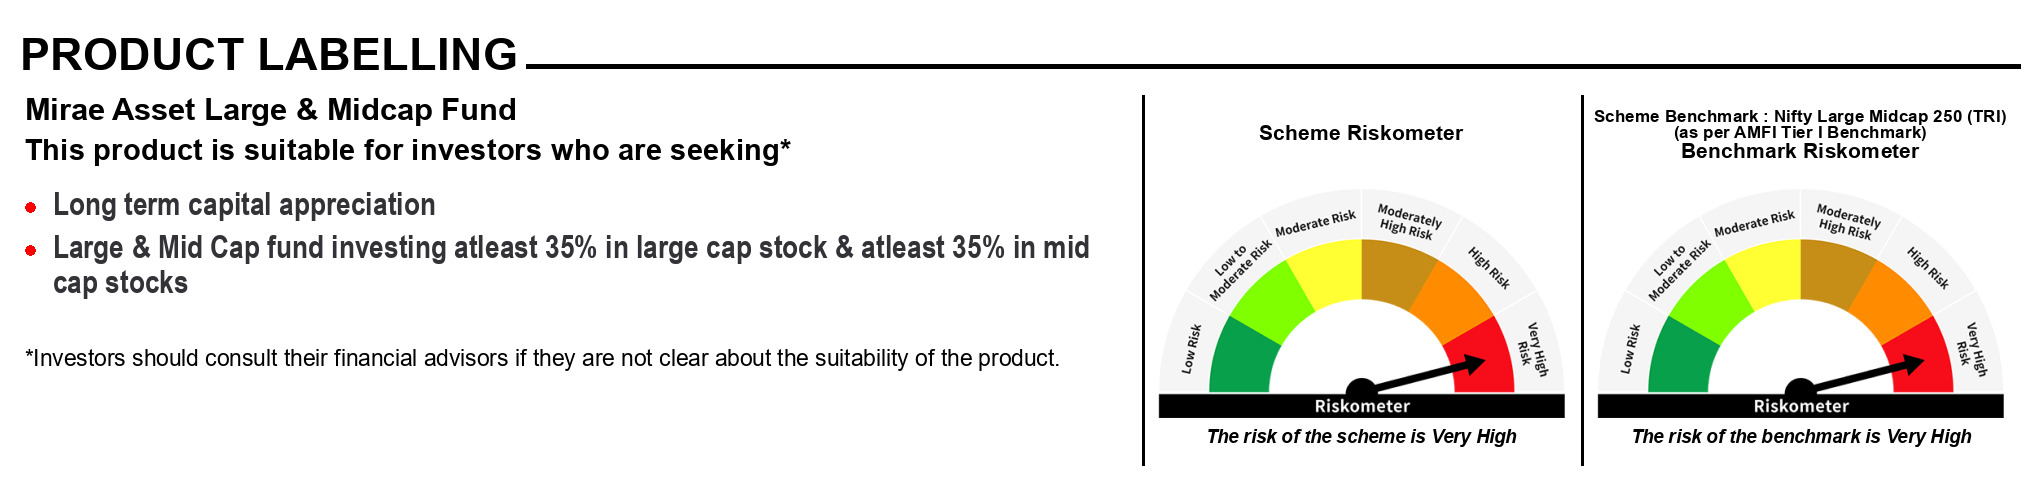 PRODUCT LABELLING
Mirae Asset Large & Midcap Fund
This product is suitable for investors who are seeking*
Long term capital appreciation
Large & Mid Cap fund investing atleast 35% in large cap stock & atleast 35% in mid
cap stocks
*Investors should consult their financial advisors if they are not clear about the suitability of the product.
Scheme Riskometer
Low Risk
Low to
Moderate Risk
Moderate Risk
Moderately
High Risk
High Risk
Very High
Risk
Riskometer
The risk of the scheme is Very High
Scheme Benchmark : Nifty Large Midcap 250 (TRI)
(as per AMFI Tier I Benchmark)
Benchmark Riskometer
Low Risk
Low to
Moderate Risk
Moderate Risk
Moderately
High Risk
High Risk
Very High
Risk
Riskometer
The risk of the benchmark is Very High